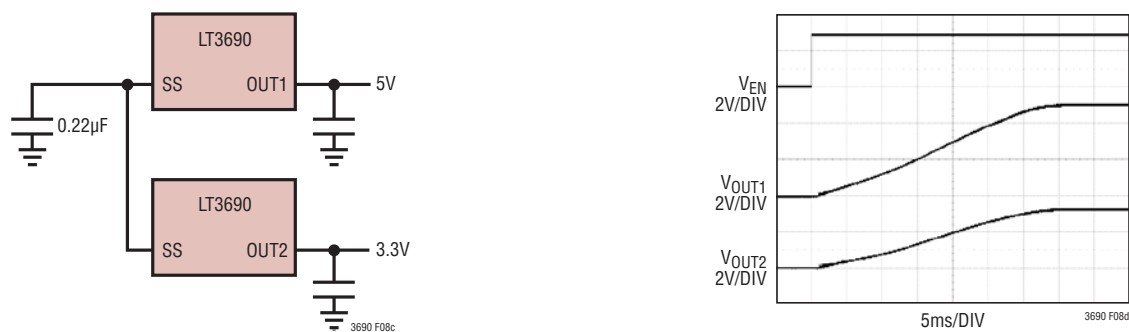 LT3690
SS
OUT1
5V
0.22µF
LT3690
SS
OUT2
3.3V
3690 F08c
VEN
2V/DIV
VOUT1
2V/DIV
VOUT2
2V/DIV
5ms/DIV
3690 F08d